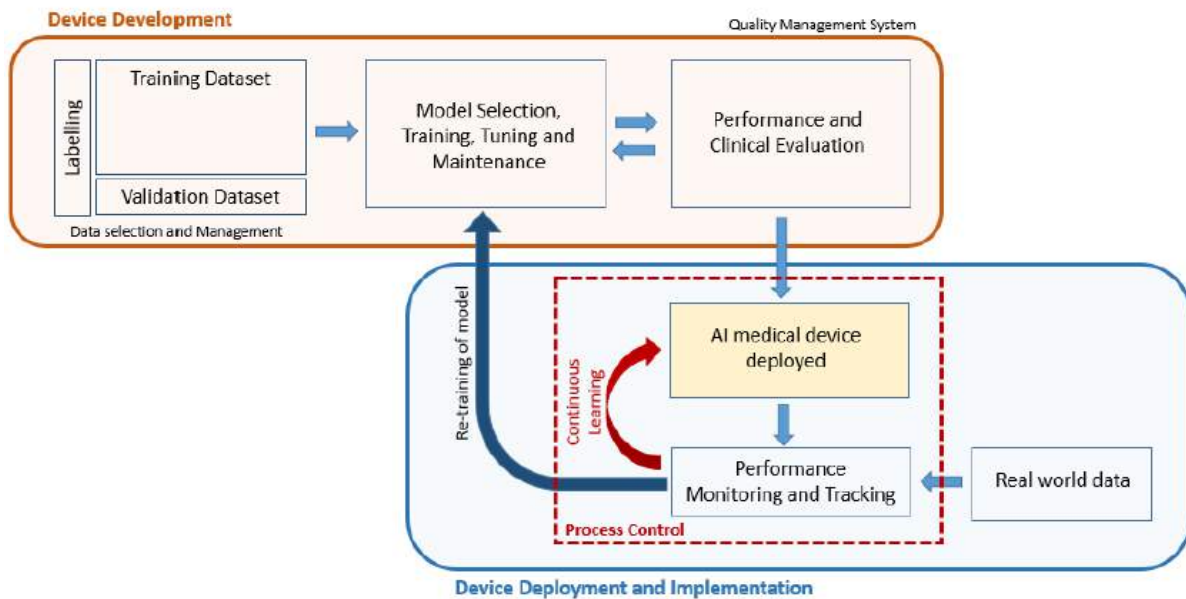 Device Development
Quality Management System
Labelling
Training Dataset
Validation Dataset
Data selection and Management
Model Selection,
Training, Tuning and
Maintenance
Performance and
Clinical Evaluation
Re-training of model
Continuous
Learning
AI medical device
deployed
Performance
Monitoring and Tracking
Real world data
Process Control
Device Deployment and Implementation